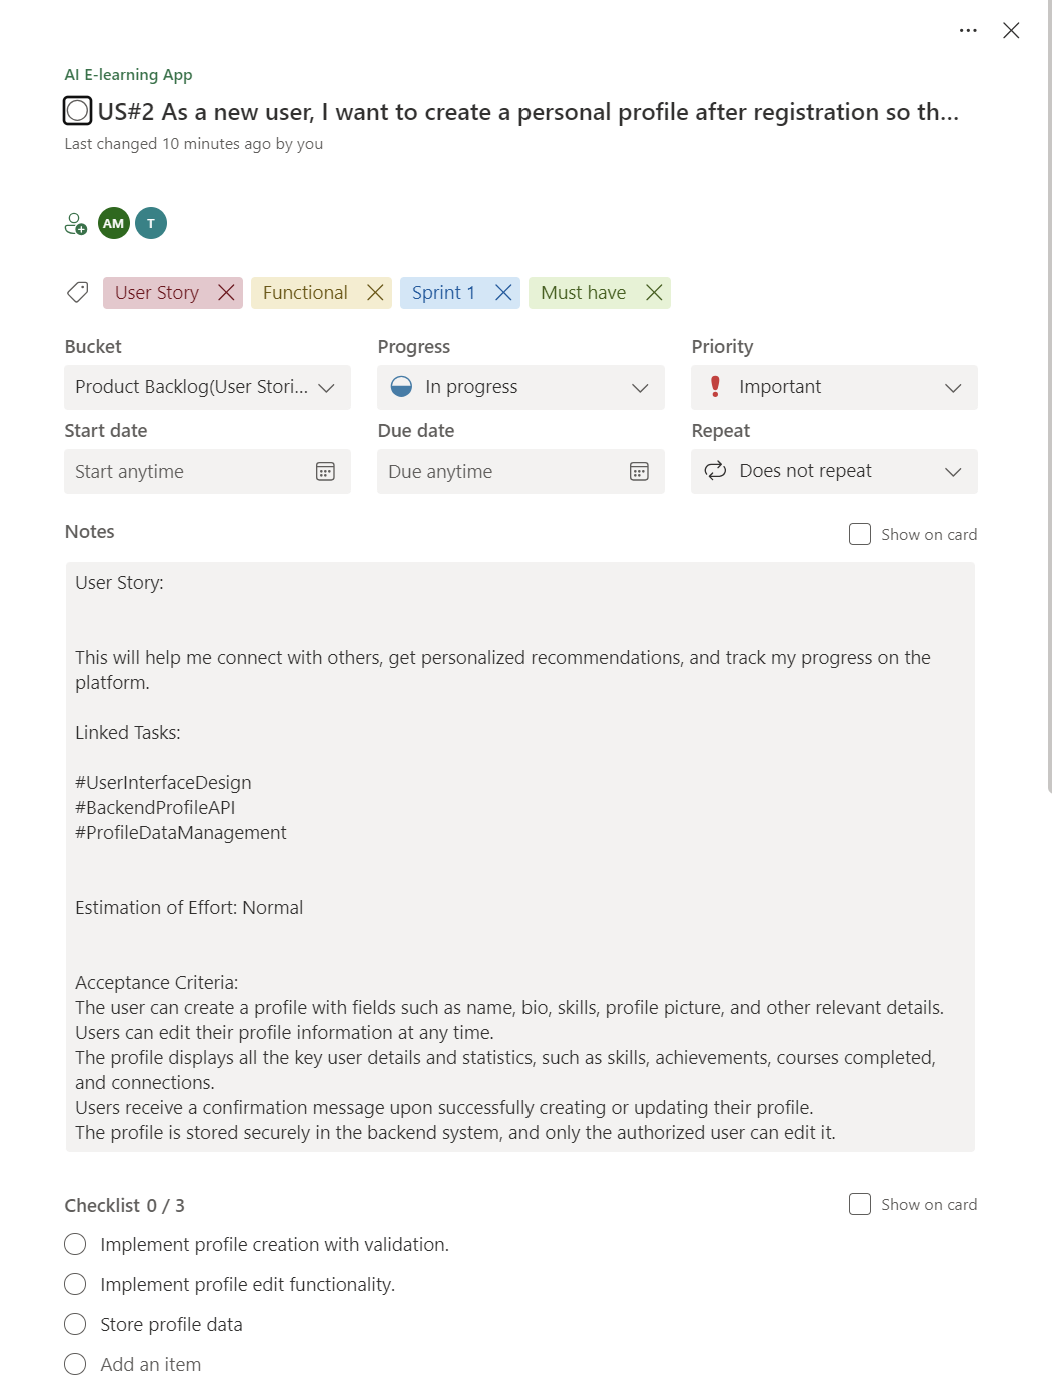 AI E-learning App
US#2 As a new user, I want to create a personal profile after registration so th...
Last changed 10 minutes ago by you
AM T
User Story Functional Sprint 1 Must have
Bucket Progress Priority
Product Backlog(User Stori... In progress Important
Start date Due date Repeat
Start anytime Due anytime Does not repeat
Notes Show on card
User Story:
This will help me connect with others, get personalized recommendations, and track my progress on the
platform.
Linked Tasks:
#UserInterfaceDesign
#BackendProfileAPI
#ProfileDataManagement
Estimation of Effort: Normal
Acceptance Criteria:
The user can create a profile with fields such as name, bio, skills, profile picture, and other relevant details.
Users can edit their profile information at any time.
The profile displays all the key user details and statistics, such as skills, achievements, courses completed,
and connections.
Users receive a confirmation message upon successfully creating or updating their profile.
The profile is stored securely in the backend system, and only the authorized user can edit it.
Checklist 0 / 3 Show on card
Implement profile creation with validation.
Implement profile edit functionality.
Store profile data
Add an item